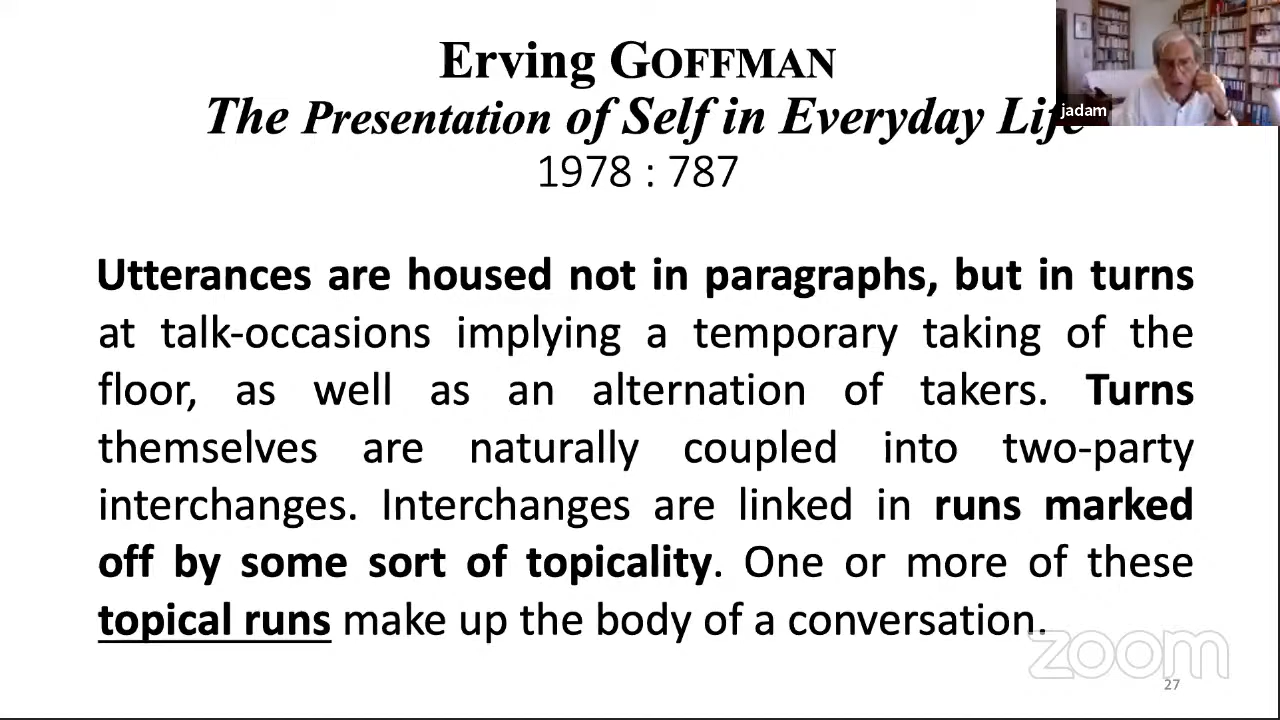 Erving GOFFMAN
The Presentation of Self in Everyday Life
1978 : 787
jadam
Utterances are housed not in paragraphs, but in turns
at talk-occasions implying a temporary taking of the
floor, as well as an alternation of takers. Turns
themselves are naturally coupled into two-party
interchanges. Interchanges are linked in runs marked
off by some sort of topicality. One or more of these
topical runs make up the body of a conversation.
zoom
27